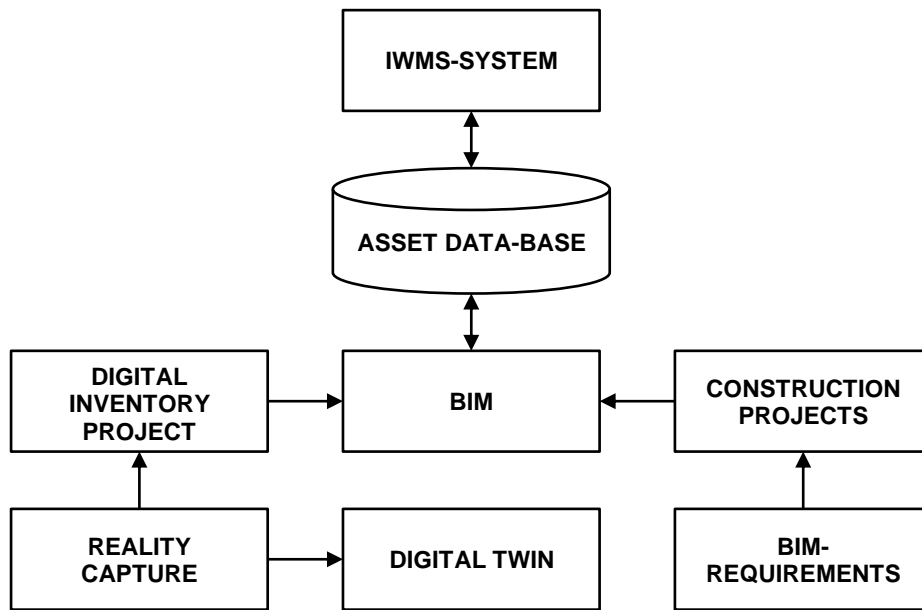 IWMS-SYSTEM
ASSET DATA-BASE
DIGITAL
INVENTORY
PROJECT
BIM
CONSTRUCTION
PROJECTS
REALITY
CAPTURE
DIGITAL TWIN
BIM-
REQUIREMENTS